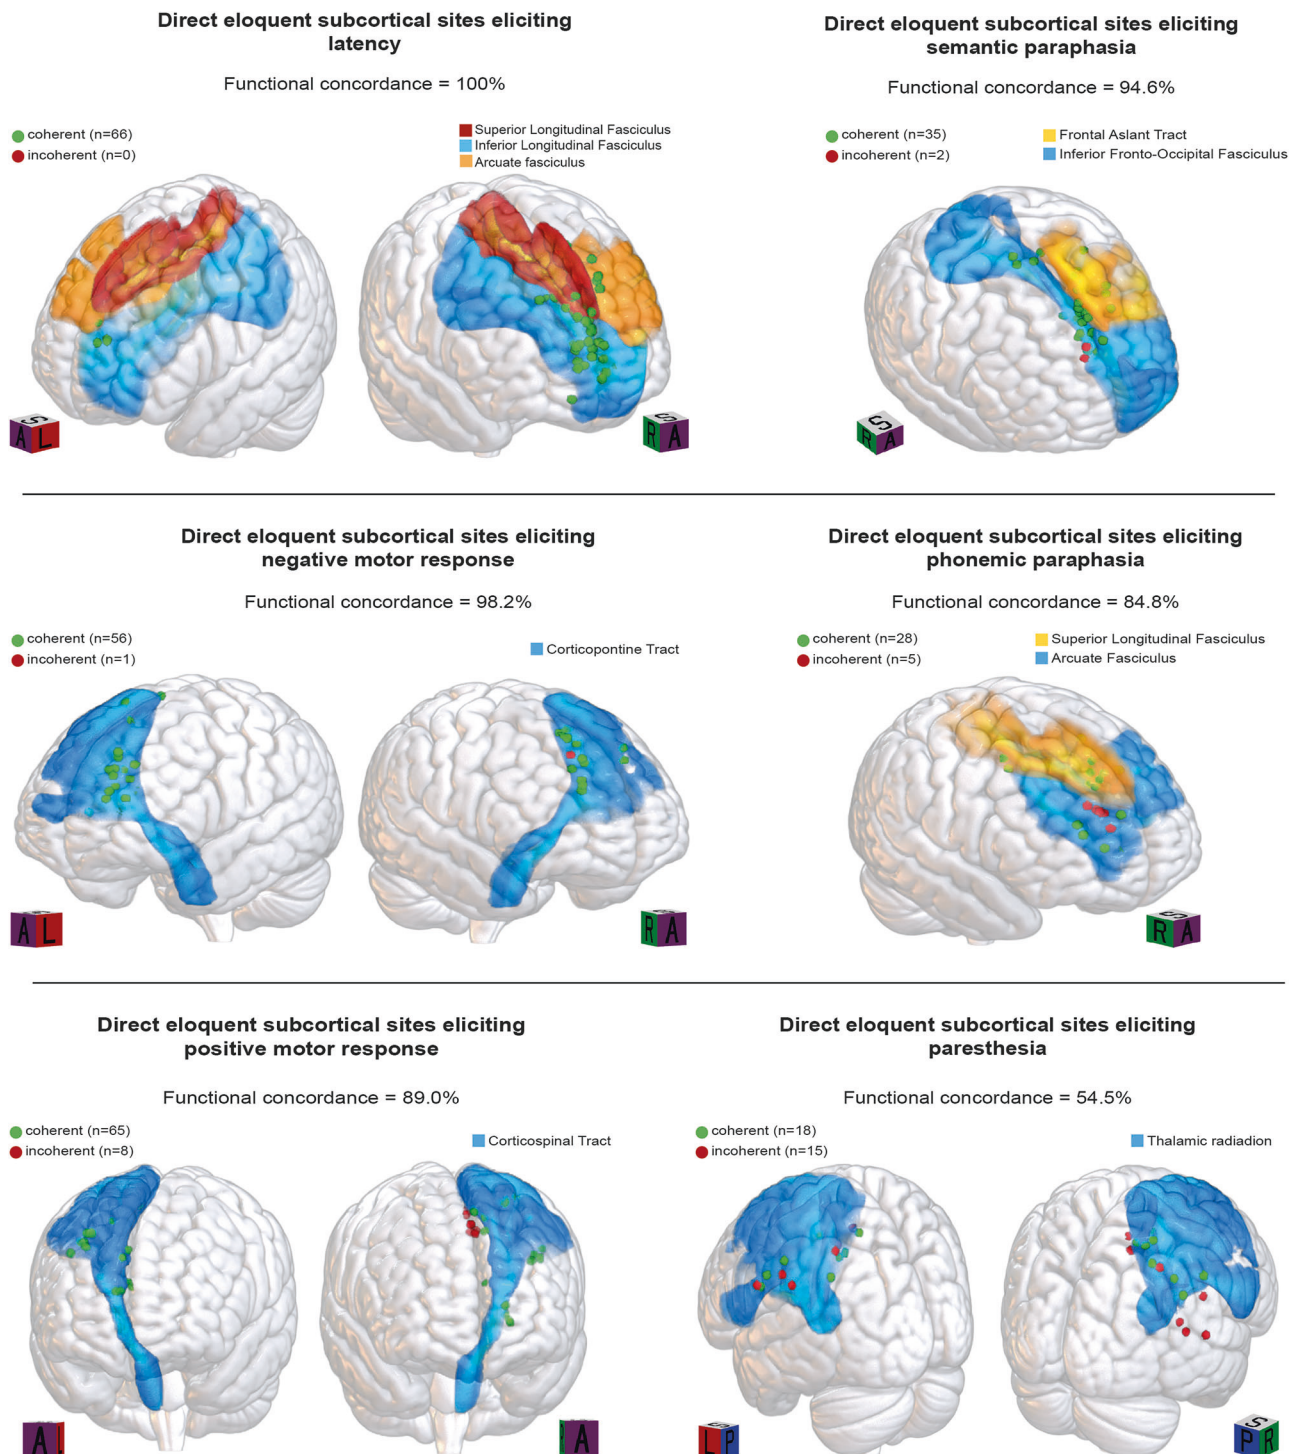 Direct eloquent subcortical sites eliciting
latency
Functional concordance = 100%
coherent (n=66)
incoherent (n=0)
Superior Longitudinal Fasciculus
Inferior Longitudinal Fasciculus
Arcuate fasciculus
S
A L
S
R A
Direct eloquent subcortical sites eliciting
semantic paraphasia
Functional concordance = 94.6%
coherent (n=35)
incoherent (n=2)
Frontal Aslant Tract
Inferior Fronto-Occipital Fasciculus
S
R A
Direct eloquent subcortical sites eliciting
negative motor response
Functional concordance = 98.2%
coherent (n=56)
incoherent (n=1)
Corticopontine Tract
A L
R A
Direct eloquent subcortical sites eliciting
phonemic paraphasia
Functional concordance = 84.8%
coherent (n=28)
incoherent (n=5)
Superior Longitudinal Fasciculus
Arcuate Fasciculus
S
R A
Direct eloquent subcortical sites eliciting
positive motor response
Functional concordance = 89.0%
coherent (n=65)
incoherent (n=8)
Corticospinal Tract
A L
A
Direct eloquent subcortical sites eliciting
paresthesia
Functional concordance = 54.5%
coherent (n=18)
incoherent (n=15)
Thalamic radiadion
S
L P
S
P R